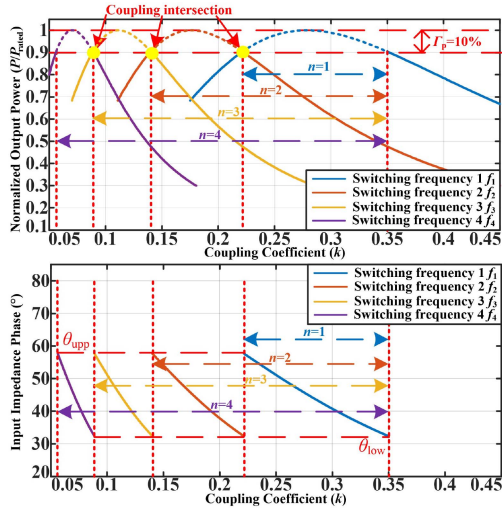 Coupling intersection
Γp=10%
Normalized Output Power (P/Prated)
1
0.9
0.8
0.7
0.6
0.5
0.4
0.3
0.2
0.1
n=1
n=2
n=3
n=4
Switching frequency 1 f1
Switching frequency 2 f2
Switching frequency 3 f3
Switching frequency 4 f4
0.05 0.1 0.15 0.2 0.25 0.3 0.35 0.4 0.45
Coupling Coefficient (k)
Input Impedance Phase (°)
80
70
60
50
40
30
20
Switching frequency 1 f1
Switching frequency 2 f2
Switching frequency 3 f3
Switching frequency 4 f4
θupp
n=1
n=2
n=3
n=4
θlow
0.05 0.1 0.15 0.2 0.25 0.3 0.35 0.4 0.45
Coupling Coefficient (k)